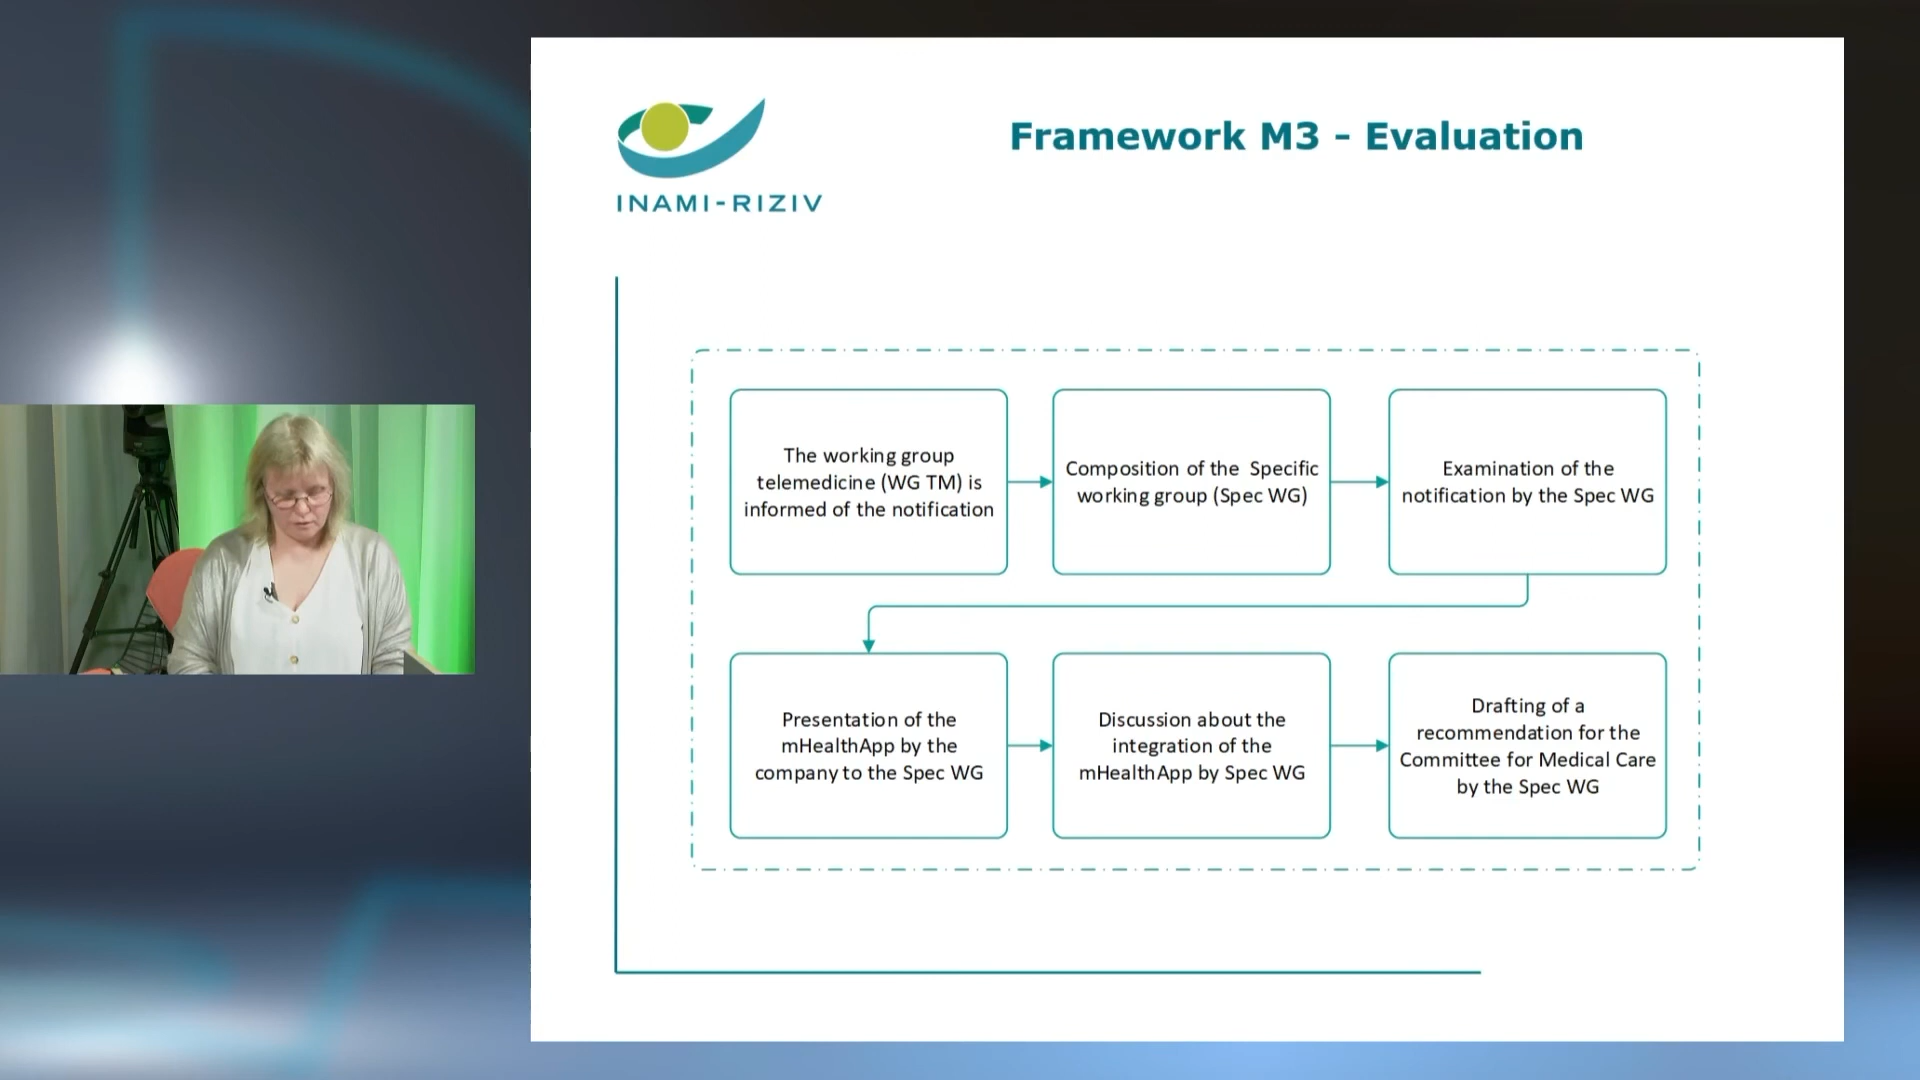 INAMI-RIZIV
Framework M3 - Evaluation
The working group
telemedicine (WG TM) is
informed of the notification
Composition of the Specific
working group (Spec WG)
Examination of the
notification by the Spec WG
Presentation of the
mHealthApp by the
company to the Spec WG
Discussion about the
integration of the
mHealthApp by Spec WG
Drafting of a
recommendation for the
Committee for Medical Care
by the Spec WG